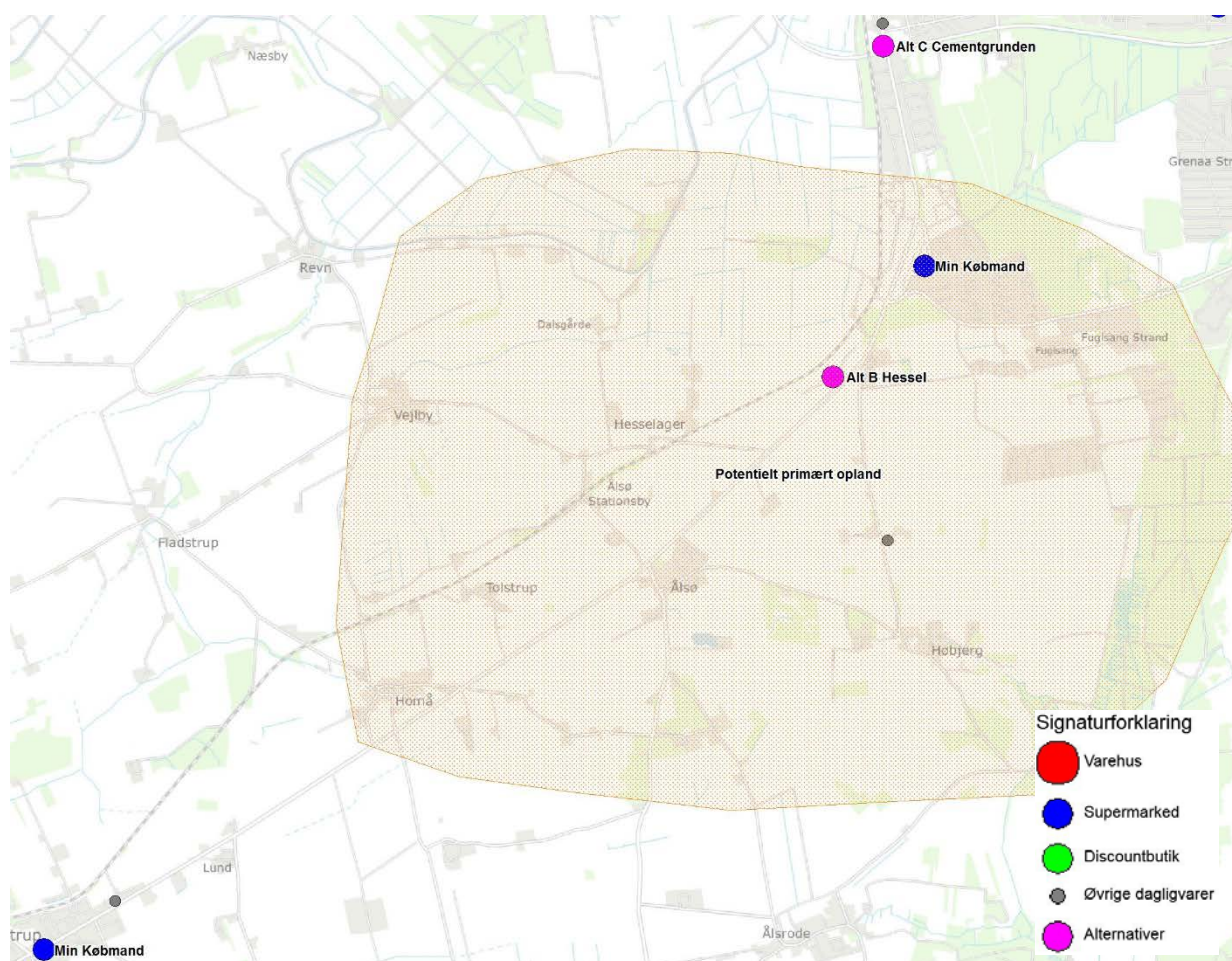 Alt C Cementgrunden
Næsby
Grenaa Str
Revn
Min Købmand
Dalsgårde
Fuglsang Strand
Fuglsang
Alt B Hessel
Vejlby
Hesselager
Potentielt primært opland
Ålsø
Stationsby
Fladstrup
Tolstrup
Ålsø
Høbjerg
Homå
Signaturforklaring
Varehus
Supermarked
Discountbutik
Øvrige dagligvarer
Alternativer
Lund
Ålsrode
trup
Min Købmand